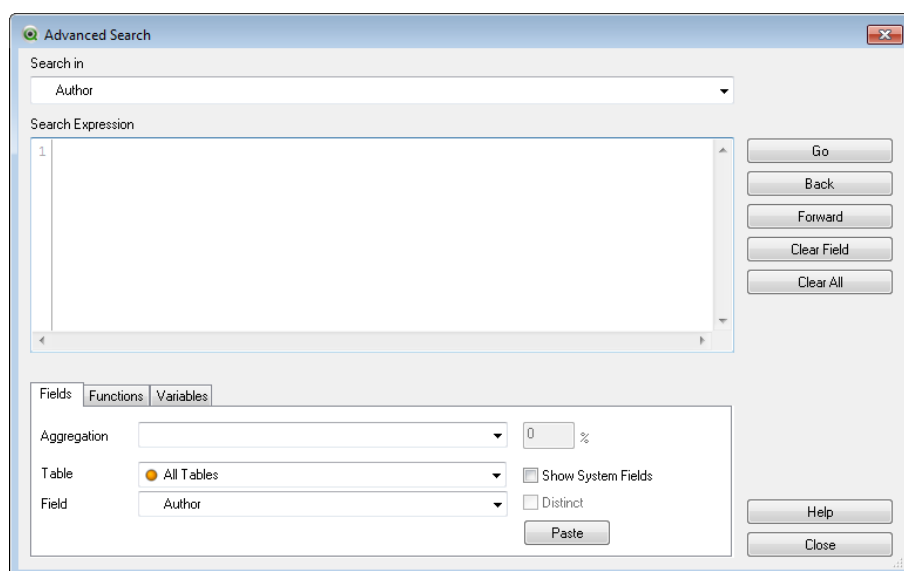 Advanced Search
Search in
Author
Search Expression
1
Go
Back
Forward
Clear Field
Clear All
Fields Functions Variables
Aggregation 0 %
Table All Tables Show System Fields
Field Author Distinct
Paste
Help
Close